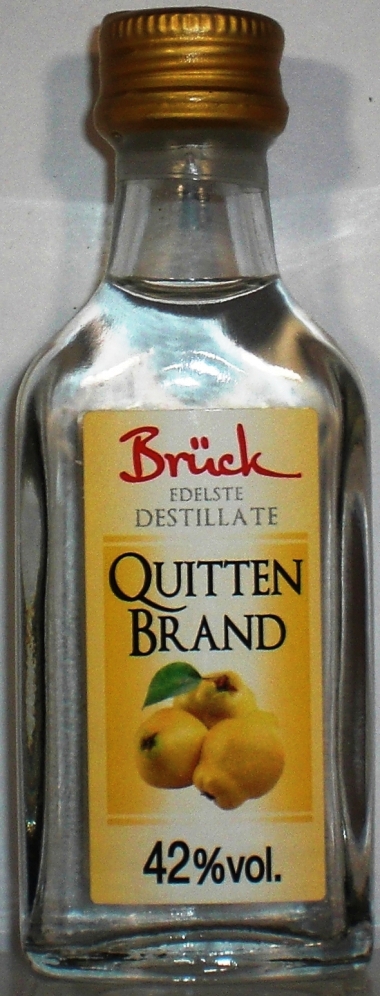 Brück
EDELSTE
DESTILLATE
QUITTEN
BRAND
42%vol.